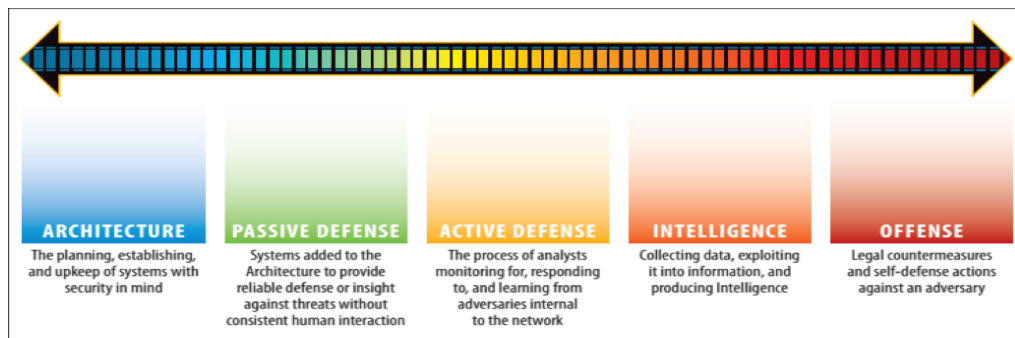 ARCHITECTURE
The planning, establishing,
and upkeep of systems with
security in mind
PASSIVE DEFENSE
Systems added to the
Architecture to provide
reliable defense or insight
against threats without
consistent human interaction
ACTIVE DEFENSE
The process of analysts
monitoring for, responding
to, and learning from
adversaries internal
to the network
INTELLIGENCE
Collecting data, exploiting
it into information, and
producing Intelligence
OFFENSE
Legal countermeasures
and self-defense actions
against an adversary